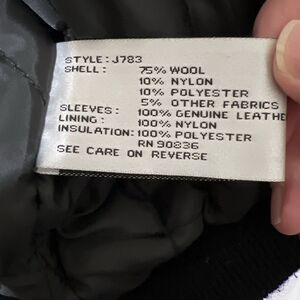 STYLE: J783
SHELL: 75% WOOL
10% NYLON
10% POLYESTER
5% OTHER FABRICS
SLEEVES: 100% GENUINE LEATHE
LINING: 100% NYLON
INSULATION: 100% POLYESTER
RN 90836
SEE CARE ON REVERSE